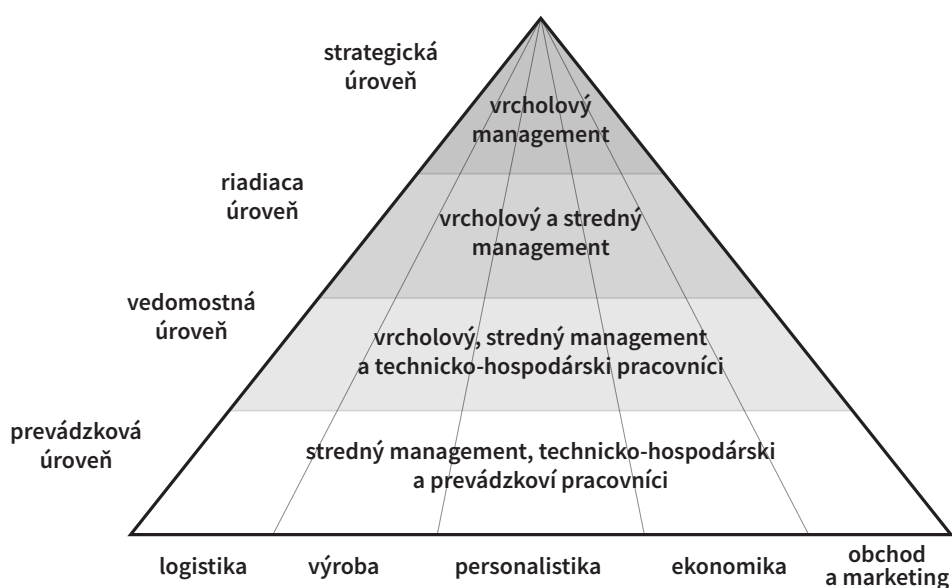 strategická
úroveň
vrcholový
management
riadiaca
úroveň
vrcholový a stredný
management
vedomostná
úroveň
vrcholový, stredný management
a technicko-hospodárski pracovníci
prevádzková
úroveň
stredný management, technicko-hospodárski
a prevádzkoví pracovníci
logistika
výroba
personalistika
ekonomika
obchod
a marketing